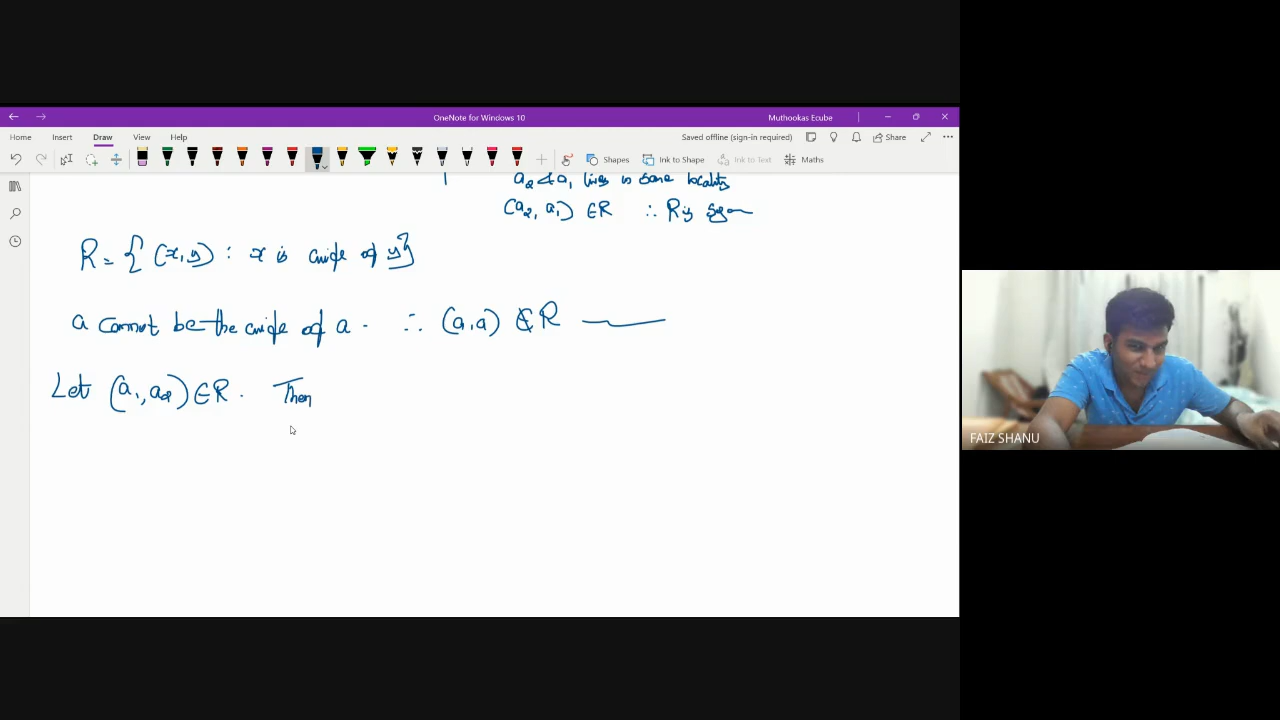 OneNote for Windows 10
Muthookas Ecube
Home Insert Draw View Help
Saved offline (sign-in required) Share
Shapes Ink to Shape Ink to Text Maths
a₂ & a₁ lives in same locality
(a₂, a₁) ∈ R ∴ R is sym
R = { (x, y) : x is wife of y }
a cannot be the wife of a . ∴ (a, a) ∉ R
Let (a₁, a₂) ∈ R . Then
FAIZ SHANU